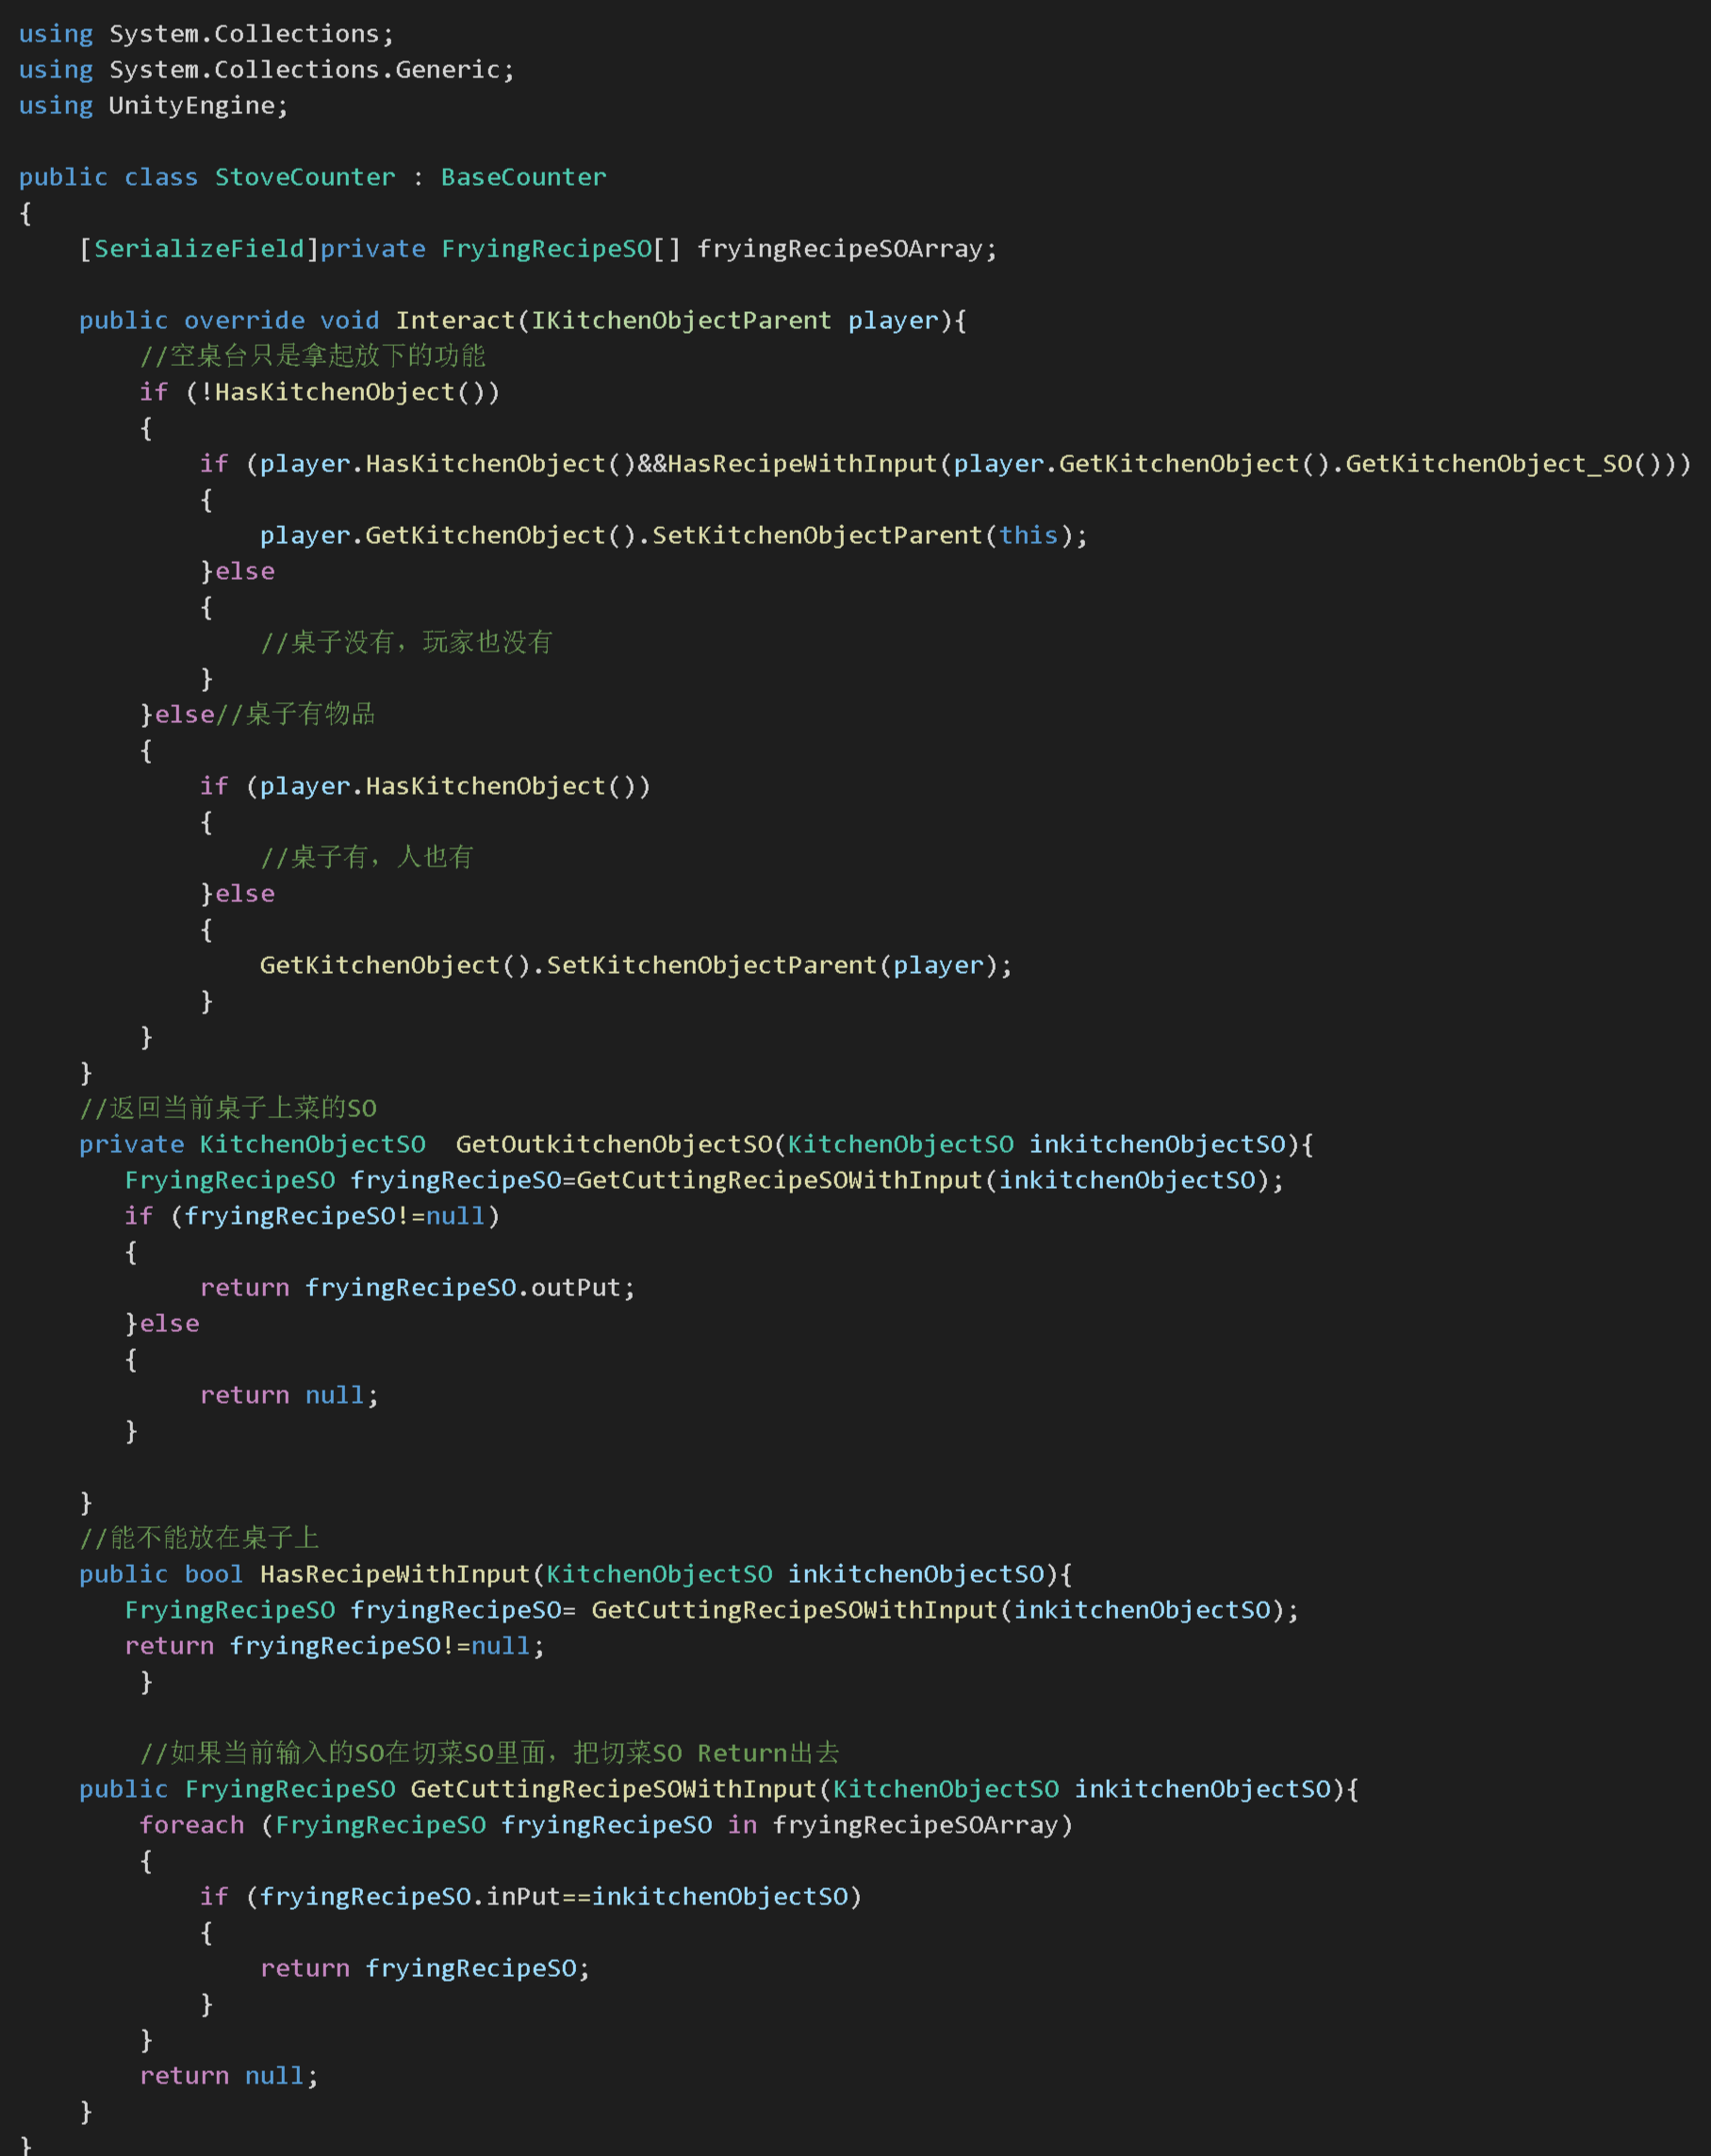 using System.Collections;
using System.Collections.Generic;
using UnityEngine;

public class StoveCounter : BaseCounter
{
    [SerializeField]private FryingRecipeSO[] fryingRecipeSOArray;

    public override void Interact(IKitchenObjectParent player){
        //空桌台只是拿起放下的功能
        if (!HasKitchenObject())
        {
            if (player.HasKitchenObject()&&HasRecipeWithInput(player.GetKitchenObject().GetKitchenObject_SO()))
            {
                player.GetKitchenObject().SetKitchenObjectParent(this);
            }else
            {
                //桌子没有，玩家也没有
            }
        }else//桌子有物品
        {
            if (player.HasKitchenObject())
            {
                //桌子有，人也有
            }else
            {
                GetKitchenObject().SetKitchenObjectParent(player);
            }
        }
    }
    //返回当前桌子上菜的SO
    private KitchenObjectSO  GetOutkitchenObjectSO(KitchenObjectSO inkitchenObjectSO){
       FryingRecipeSO fryingRecipeSO=GetCuttingRecipeSOWithInput(inkitchenObjectSO);
       if (fryingRecipeSO!=null)
       {
            return fryingRecipeSO.outPut;
       }else
       {
            return null;
       }

    }
    //能不能放在桌子上
    public bool HasRecipeWithInput(KitchenObjectSO inkitchenObjectSO){
       FryingRecipeSO fryingRecipeSO= GetCuttingRecipeSOWithInput(inkitchenObjectSO);
       return fryingRecipeSO!=null;
        }

        //如果当前输入的SO在切菜SO里面，把切菜SO Return出去
    public FryingRecipeSO GetCuttingRecipeSOWithInput(KitchenObjectSO inkitchenObjectSO){
        foreach (FryingRecipeSO fryingRecipeSO in fryingRecipeSOArray)
        {
            if (fryingRecipeSO.inPut==inkitchenObjectSO)
            {
                return fryingRecipeSO;
            }
        }
        return null;
    }
}